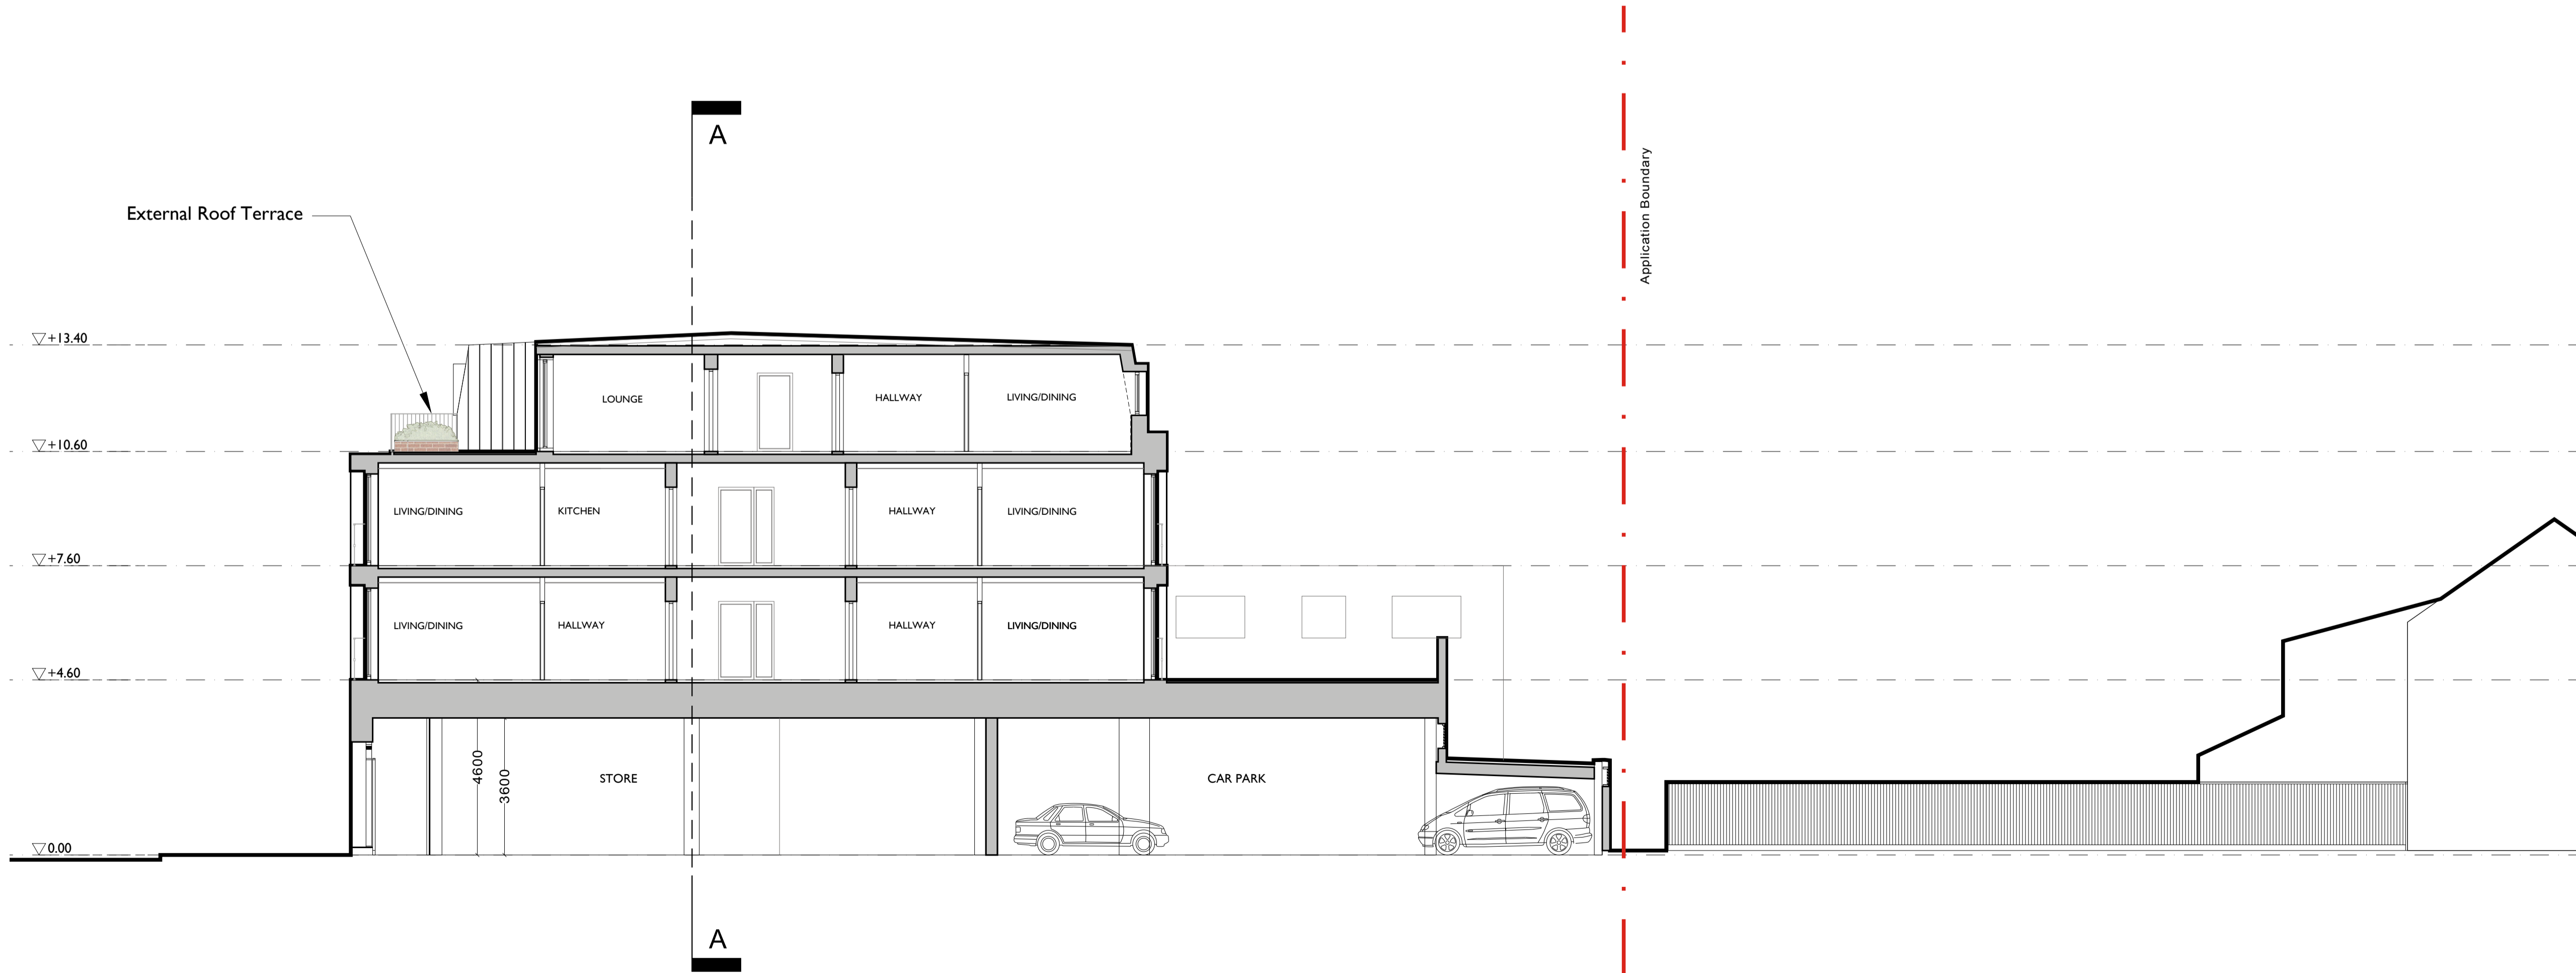 A
Application Boundary
External Roof Terrace
+13.40
LOUNGE
HALLWAY
LIVING/DINING
+10.60
LIVING/DINING
KITCHEN
HALLWAY
LIVING/DINING
+7.60
LIVING/DINING
HALLWAY
HALLWAY
LIVING/DINING
+4.60
4600
3600
STORE
CAR PARK
0.00
A